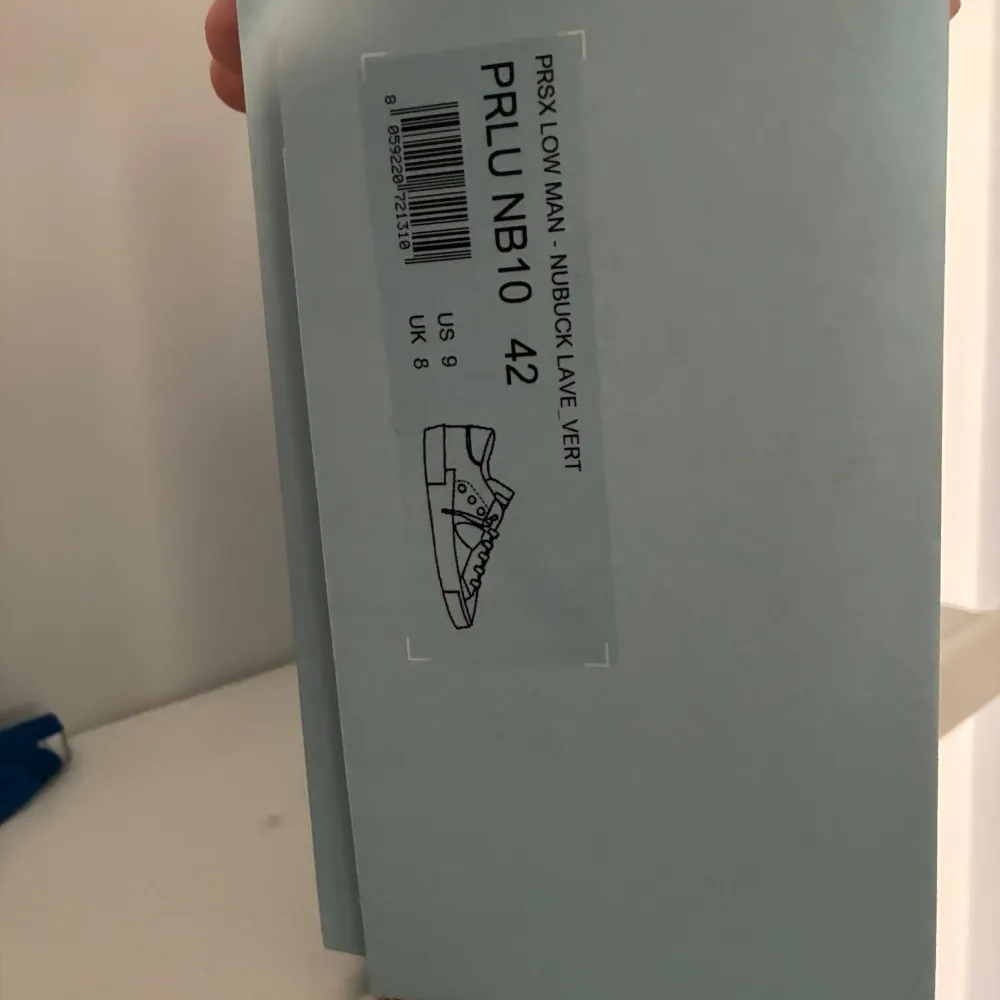 PRSX LOW MAN - NUBUCK LAVE_VERT
PRLU NB10 42
US 9
UK 8
8 059220 721310